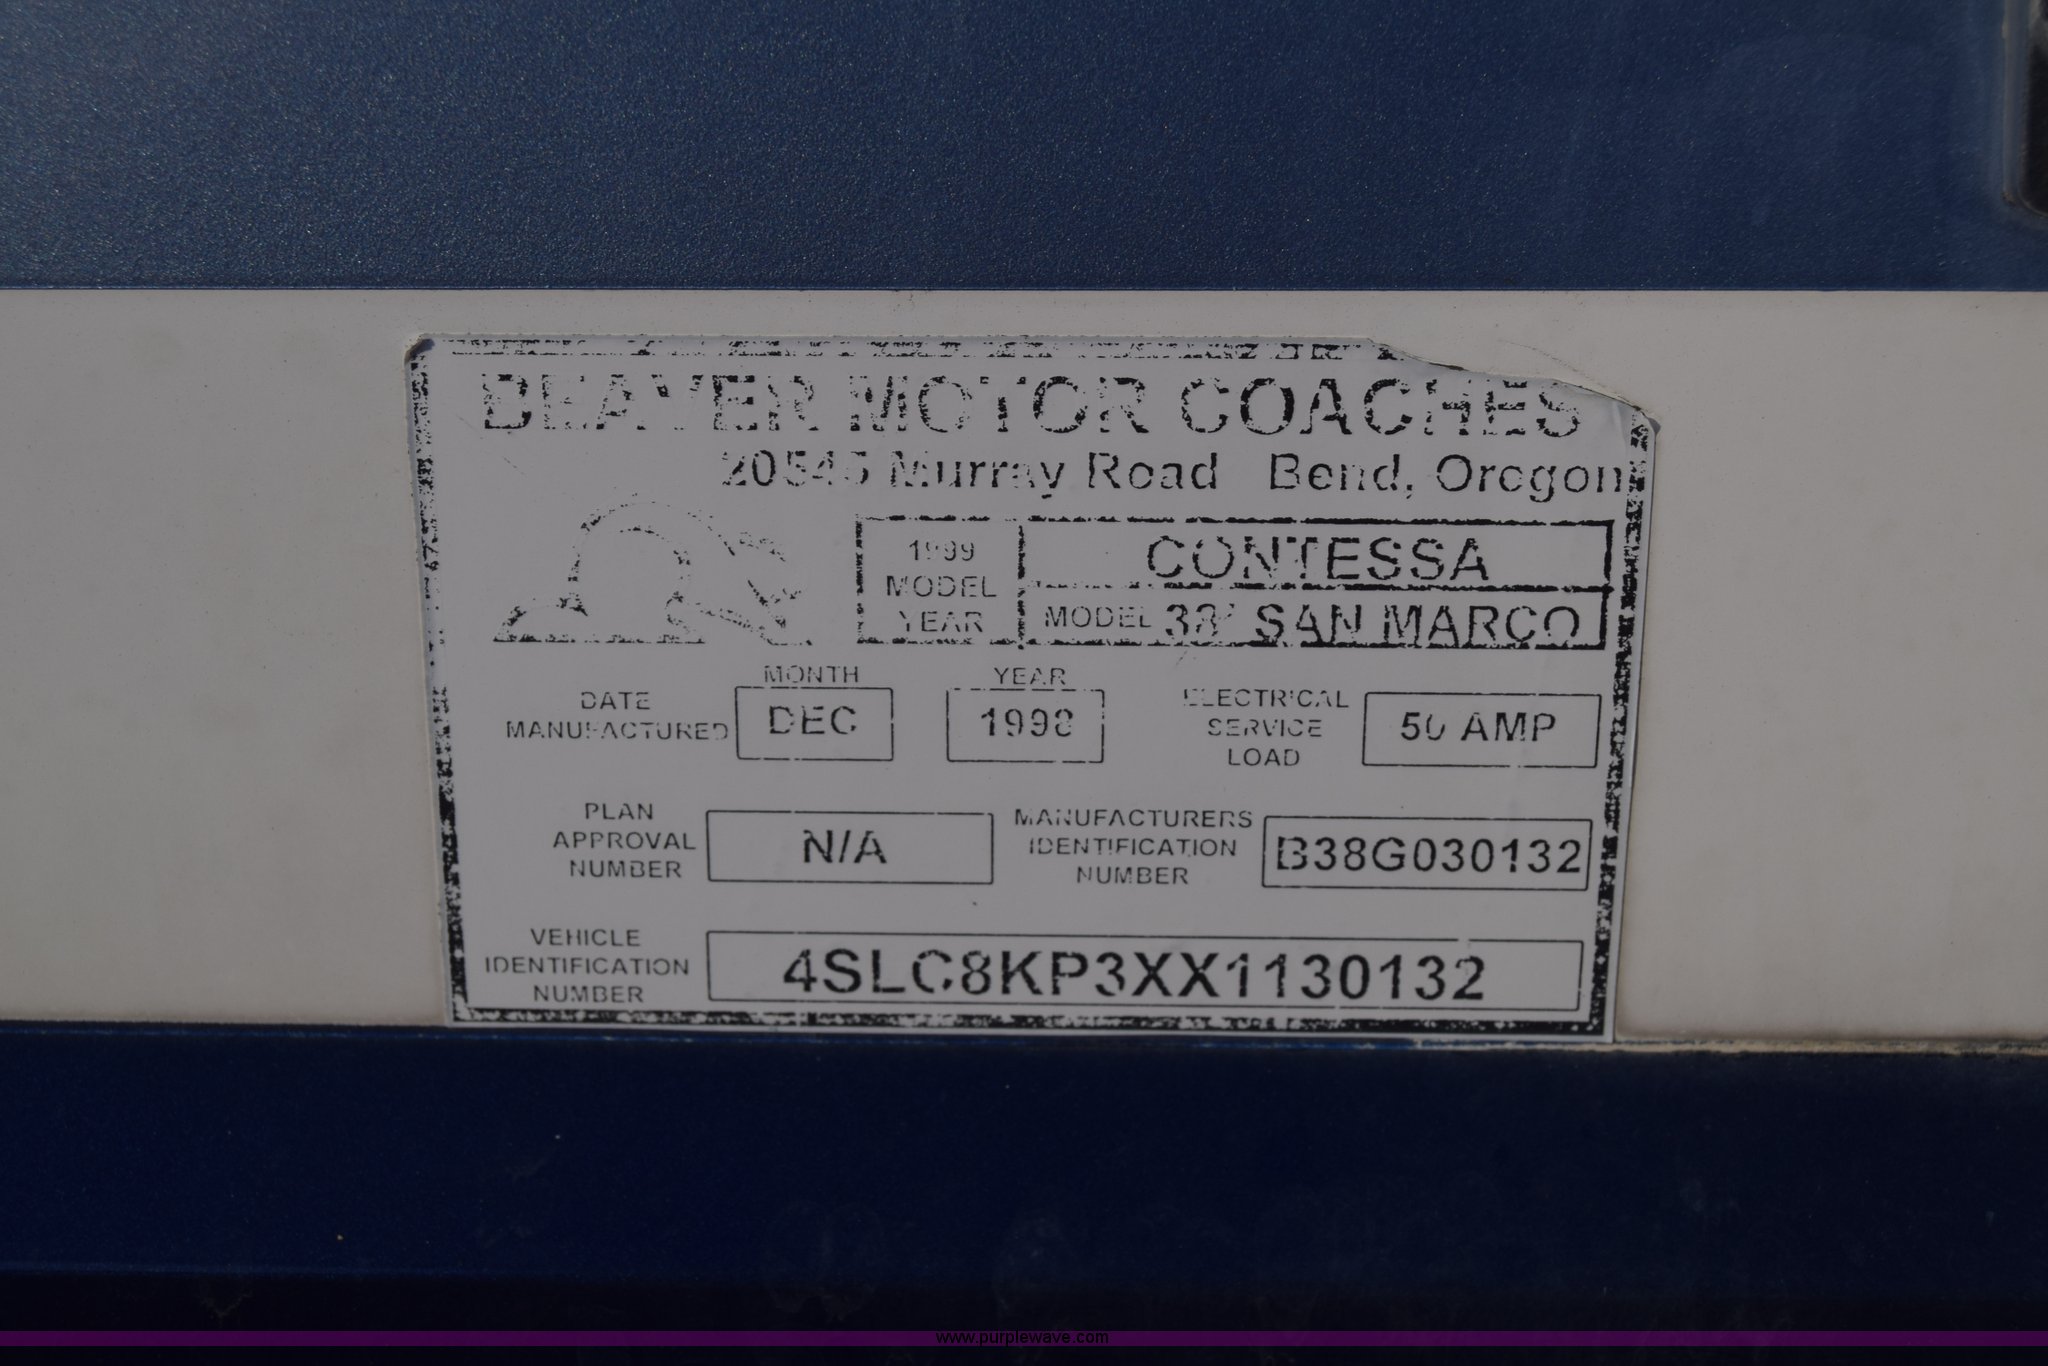 BEAVER MOTOR COACHES
20545 Murray Road Bend, Oregon
1999 MODEL YEAR
CONTESSA
MODEL 38' SAN MARCO
DATE MANUFACTURED
MONTH
DEC
YEAR
1998
ELECTRICAL SERVICE LOAD
50 AMP
PLAN APPROVAL NUMBER
N/A
MANUFACTURERS IDENTIFICATION NUMBER
B38G030132
VEHICLE IDENTIFICATION NUMBER
4SLC8KP3XX1130132
www.purplewave.com